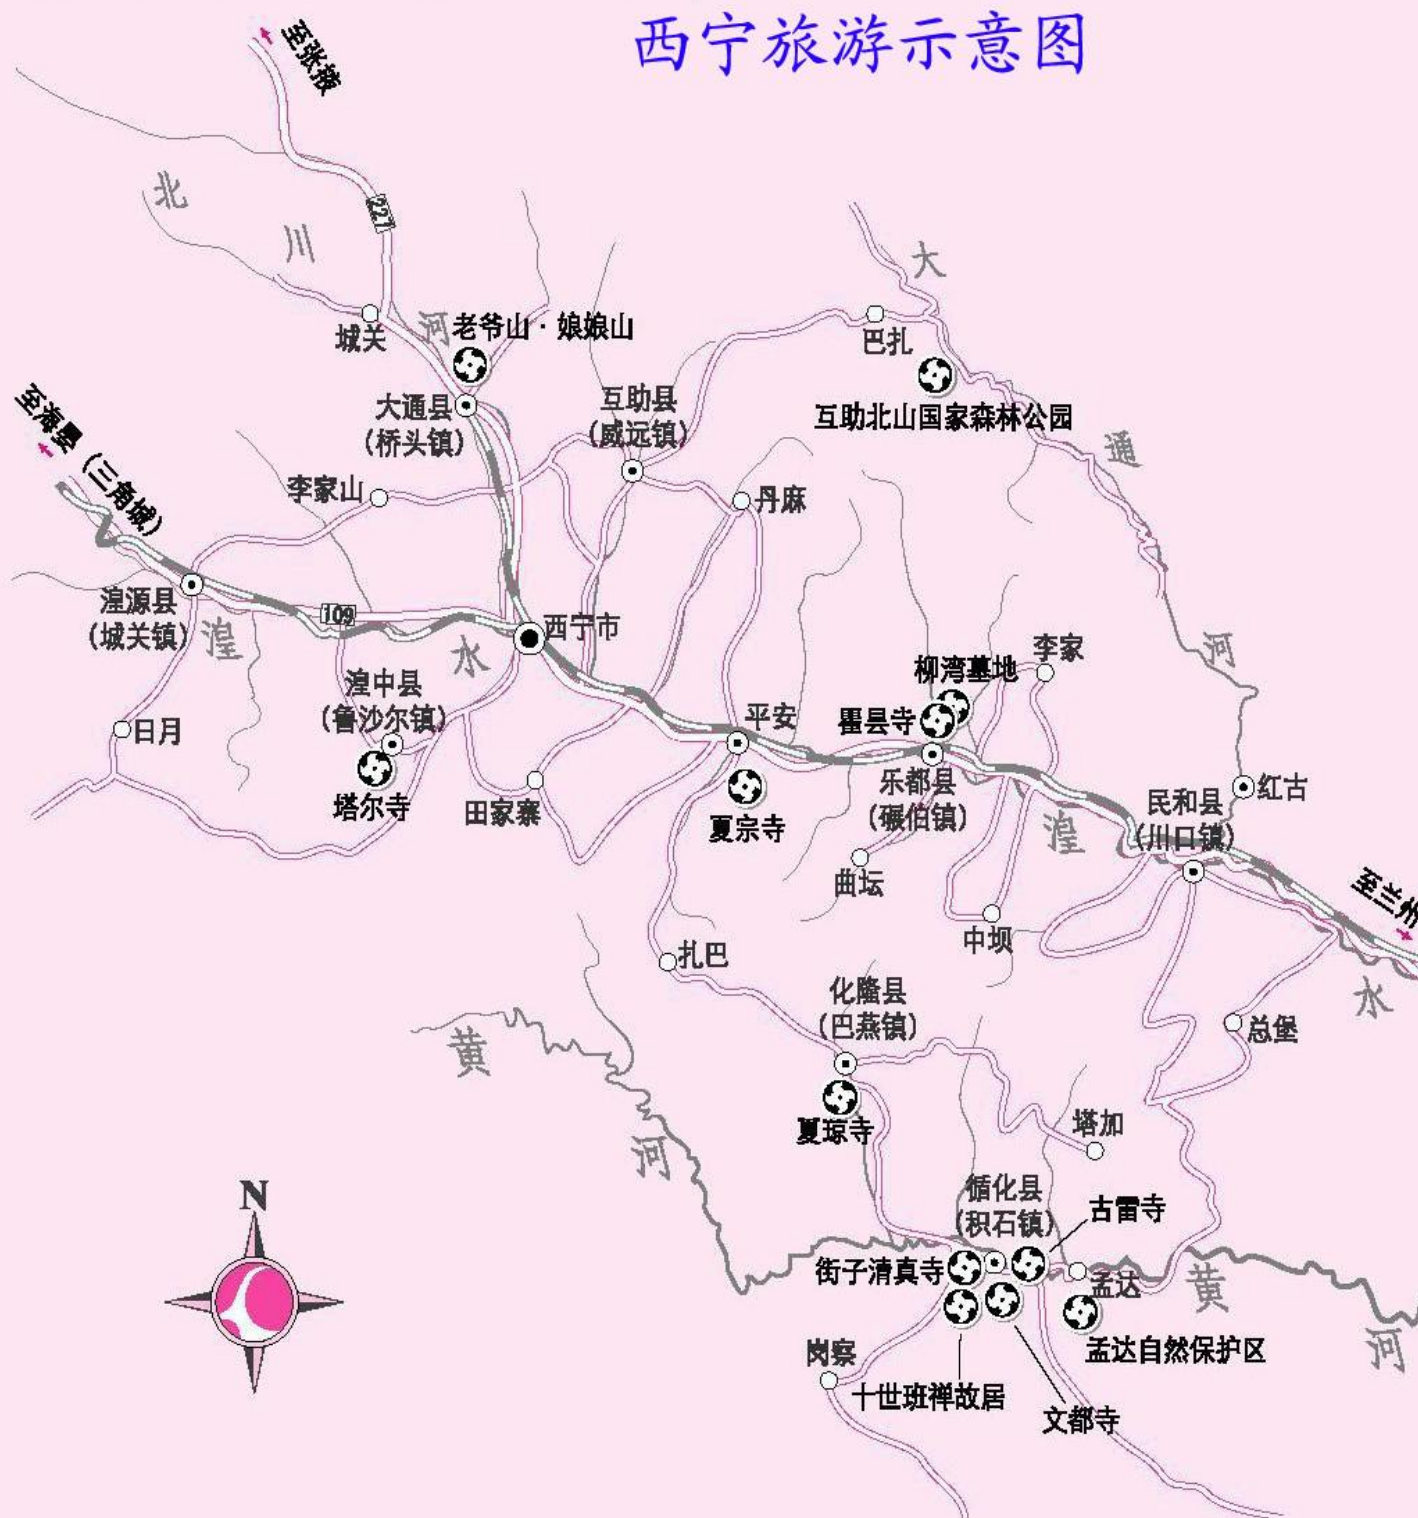 西宁旅游示意图
至张掖
北
川
227
大
城关
河
老爷山·娘娘山
巴扎
至海晏（三角城）
大通县
（桥头镇）
互助县
（威远镇）
互助北山国家森林公园
通
李家山
丹麻
湟源县
（城关镇）
109
湟
水
西宁市
河
李家
柳湾墓地
日月
湟中县
（鲁沙尔镇）
平安
瞿昙寺
塔尔寺
田家寨
夏宗寺
乐都县
（碾伯镇）
湟
民和县
（川口镇）
红古
曲坛
至兰州
中坝
扎巴
化隆县
（巴燕镇）
水
总堡
黄
夏琼寺
塔加
河
N
循化县
（积石镇）
古雷寺
街子清真寺
孟达
黄
孟达自然保护区
河
岗察
十世班禅故居
文都寺